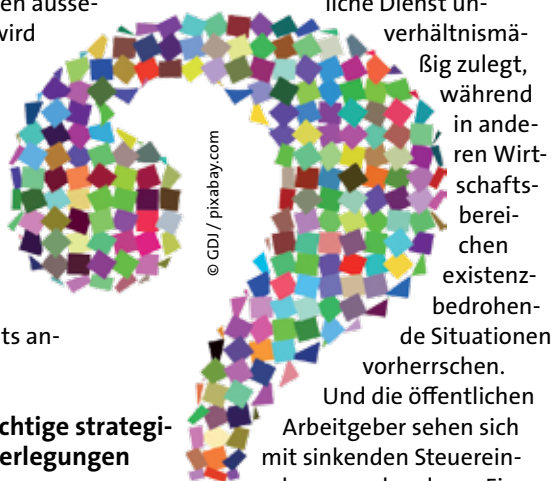 en ausse-
wird
ts an-
chtige strategi-
erlegungen
© GDJ / pixabay.com
liche Dienst un-
verhältnismä-
ßig zulegt,
während
in ande-
ren Wirt-
schafts-
berei-
chen
existenz-
bedrohen-
de Situationen
vorherrschen.
Und die öffentlichen
Arbeitgeber sehen sich
mit sinkenden Steuerein-